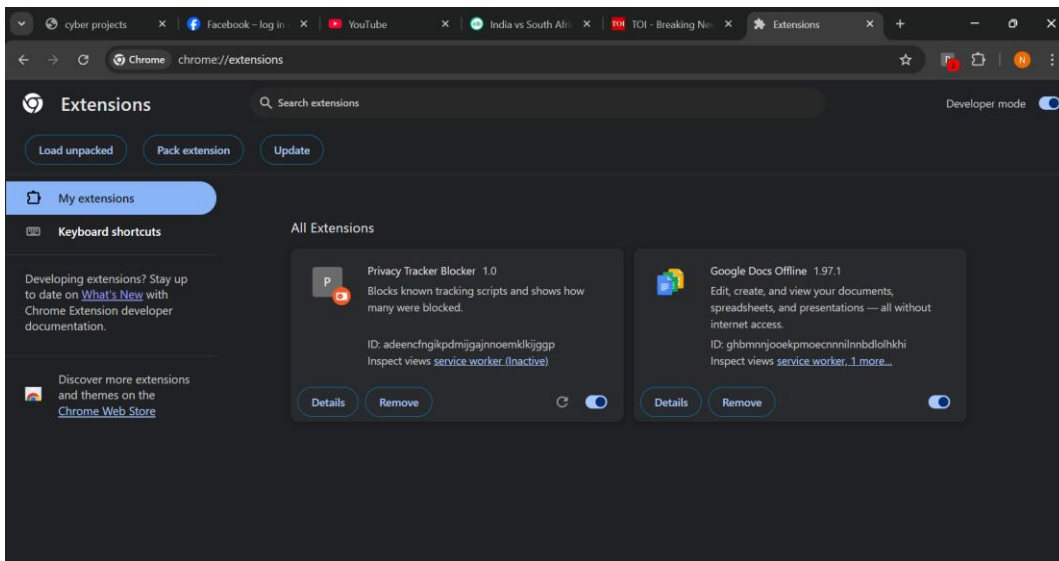 cyber projects
Facebook – log in
YouTube
India vs South Afri
TOI - Breaking Nev
Extensions
Chrome
chrome://extensions
N
Extensions
Search extensions
Developer mode
Load unpacked
Pack extension
Update
My extensions
Keyboard shortcuts
Developing extensions? Stay up
to date on What's New with
Chrome Extension developer
documentation.
Discover more extensions
and themes on the
Chrome Web Store
All Extensions
P
Privacy Tracker Blocker 1.0
Blocks known tracking scripts and shows how
many were blocked.
ID: adeencfngikpdmijgajnnoemklkijggp
Inspect views service worker (Inactive)
Details
Remove
Google Docs Offline 1.97.1
Edit, create, and view your documents,
spreadsheets, and presentations — all without
internet access.
ID: ghbmnnjooekpmoecnnnilnnbdlolhkhi
Inspect views service worker, 1 more...
Details
Remove